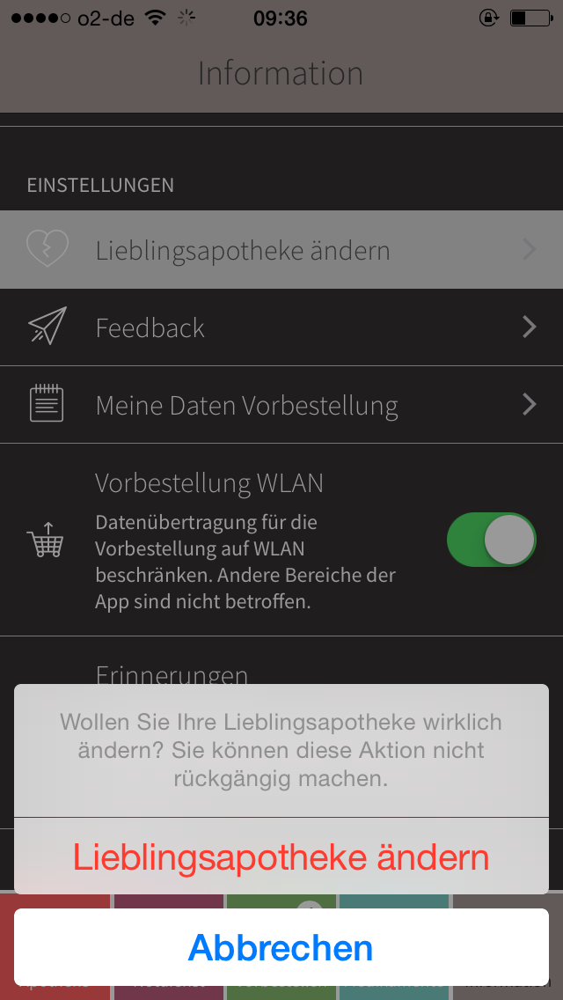 o2-de 09:36
Information
EINSTELLUNGEN
Lieblingsapotheke ändern
Feedback
Meine Daten Vorbestellung
Vorbestellung WLAN
Datenübertragung für die
Vorbestellung auf WLAN
beschränken. Andere Bereiche der
App sind nicht betroffen.
Erinnerungen
Wollen Sie Ihre Lieblingsapotheke wirklich
ändern? Sie können diese Aktion nicht
rückgängig machen.
Lieblingsapotheke ändern
Abbrechen